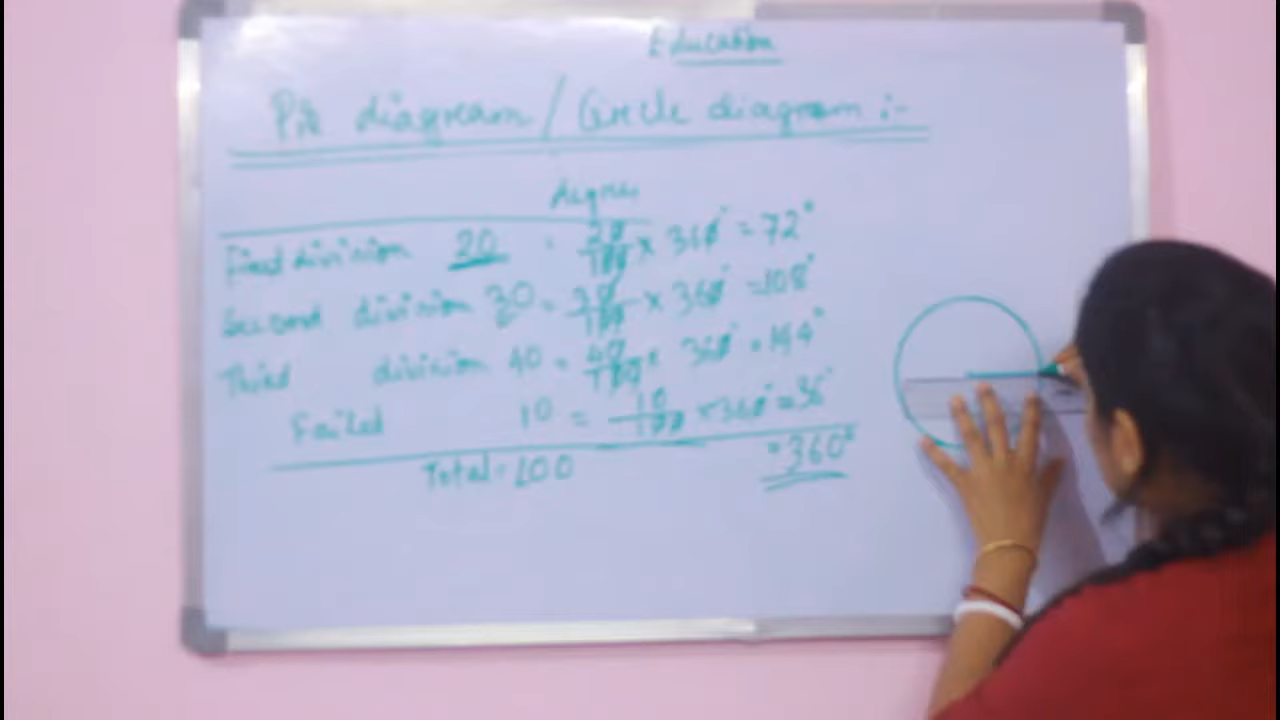 Education
Pie diagram / Circle diagram :-
degree
First division 20 = 20/100 × 360° = 72°
Second division 30 = 30/100 × 360° = 108°
Third division 40 = 40/100 × 360° = 144°
Failed 10 = 10/100 × 360° = 36°
Total = 100 = 360°